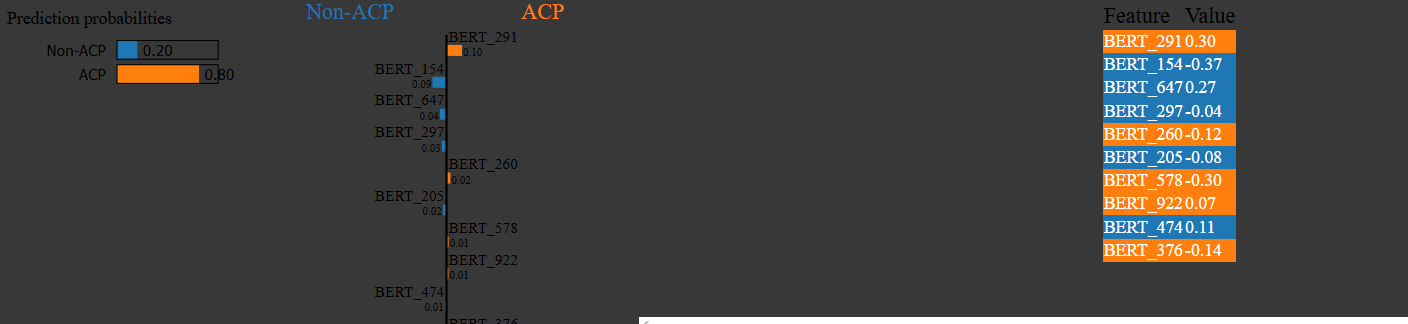 Prediction probabilities
Non-ACP 0.20
ACP 0.80
Non-ACP ACP
BERT_291
0.10
BERT_154
0.09
BERT_647
0.04
BERT_297
0.03
BERT_260
0.02
BERT_205
0.02
BERT_578
0.01
BERT_922
0.01
BERT_474
0.01
BERT_376
Feature Value
BERT_291 0.30
BERT_154 -0.37
BERT_647 0.27
BERT_297 -0.04
BERT_260 -0.12
BERT_205 -0.08
BERT_578 -0.30
BERT_922 0.07
BERT_474 0.11
BERT_376 -0.14